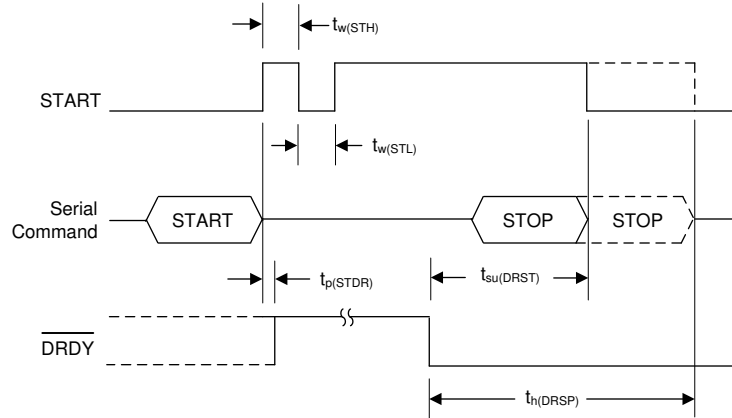 tw(STH)
START
tw(STL)
Serial
Command
START
STOP
STOP
tp(STDR)
tsu(DRST)
DRDY
th(DRSP)